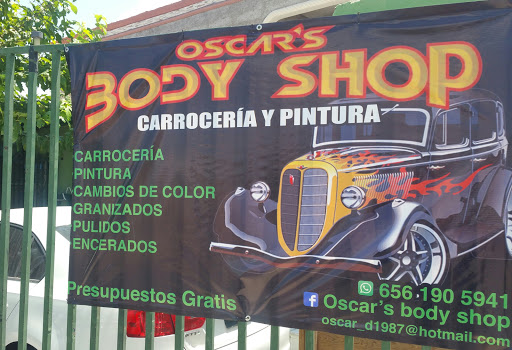 OSCAR'S
BODY SHOP
CARROCERÍA Y PINTURA
·CARROCERÍA
·PINTURA
·CAMBIOS DE COLOR
·GRANIZADOS
·PULIDOS
·ENCERADOS
Presupuestos Gratis
656 190 5941
Oscar's body shop
oscar_d1987@hotmail.com